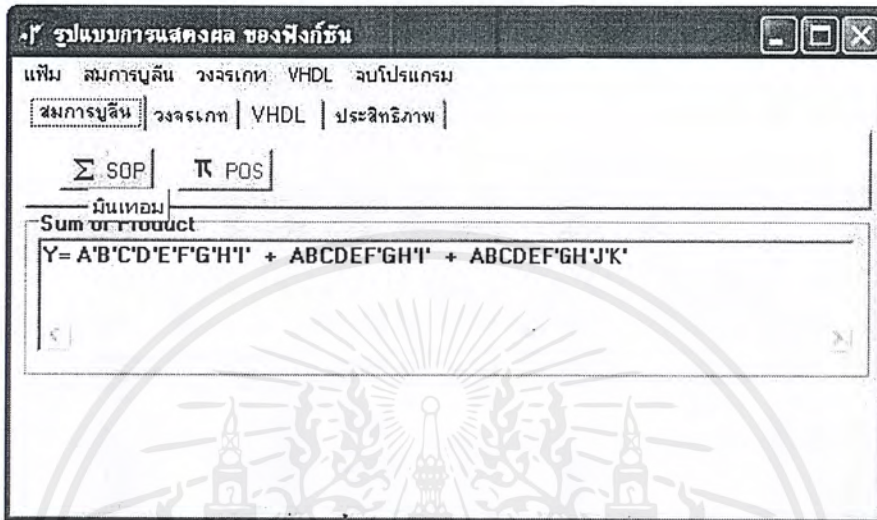 รูปแบบการแสดงผล ของฟังก์ชัน
แฟ้ม สมการบูลีน วงจรเกท VHDL จบโปรแกรม
สมการบูลีน วงจรเกท VHDL ประสิทธิภาพ
Σ SOP π POS
มินเทอม
Sum of Product
Y= A'B'C'D'E'F'G'H'I' + ABCDEF'GH'I' + ABCDEF'GH'J'K'